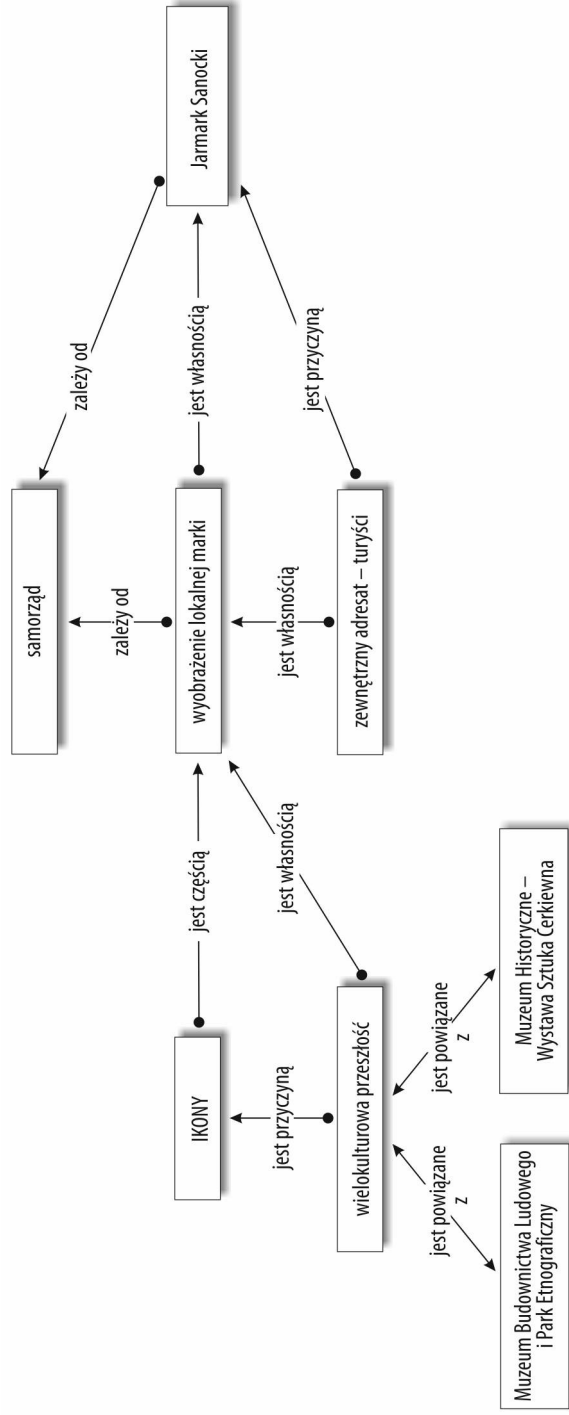 samorząd
zależy od
zależy od
IKONY
jest częścią
wyobrażenie lokalnej marki
jest własnością
Jarmark Sanocki
jest przyczyną
jest własnością
jest własnością
jest przyczyną
wielokulturowa przeszłość
zewnętrzny adresat – turyści
jest powiązane
z
jest powiązane
z
Muzeum Budownictwa Ludowego
i Park Etnograficzny
Muzeum Historyczne –
Wystawa Sztuka Cerkiewna